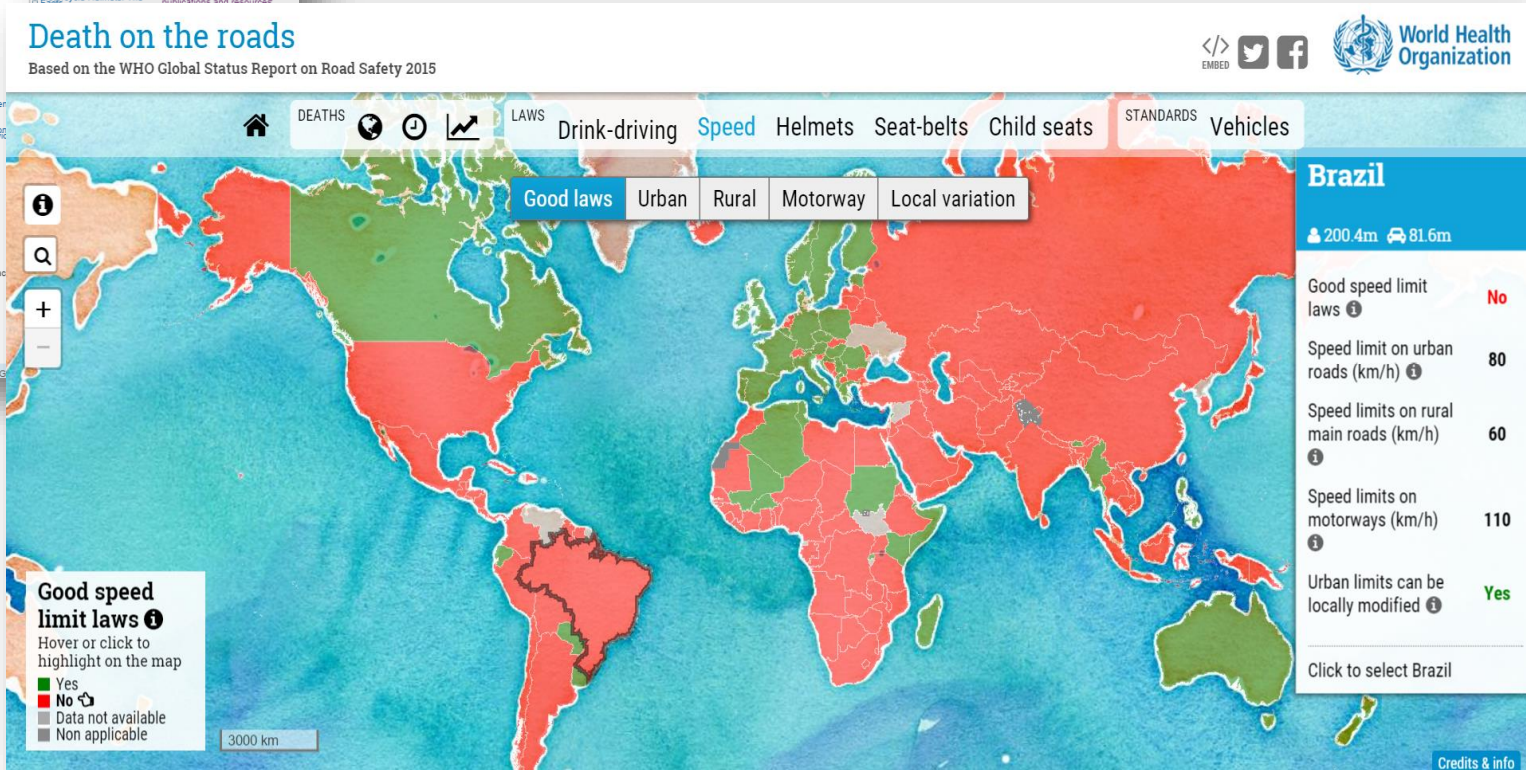 publications and resources
Death on the roads
Based on the WHO Global Status Report on Road Safety 2015
</>
EMBED
World Health
Organization
DEATHS
LAWS
Drink-driving
Speed
Helmets
Seat-belts
Child seats
STANDARDS
Vehicles
Good laws
Urban
Rural
Motorway
Local variation
+
−
Brazil
200.4m 81.6m
Good speed limit
laws
No
Speed limit on urban
roads (km/h)
80
Speed limits on rural
main roads (km/h)
60
Speed limits on
motorways (km/h)
110
Urban limits can be
locally modified
Yes
Click to select Brazil
Good speed
limit laws
Hover or click to
highlight on the map
Yes
No
Data not available
Non applicable
3000 km
Credits & info